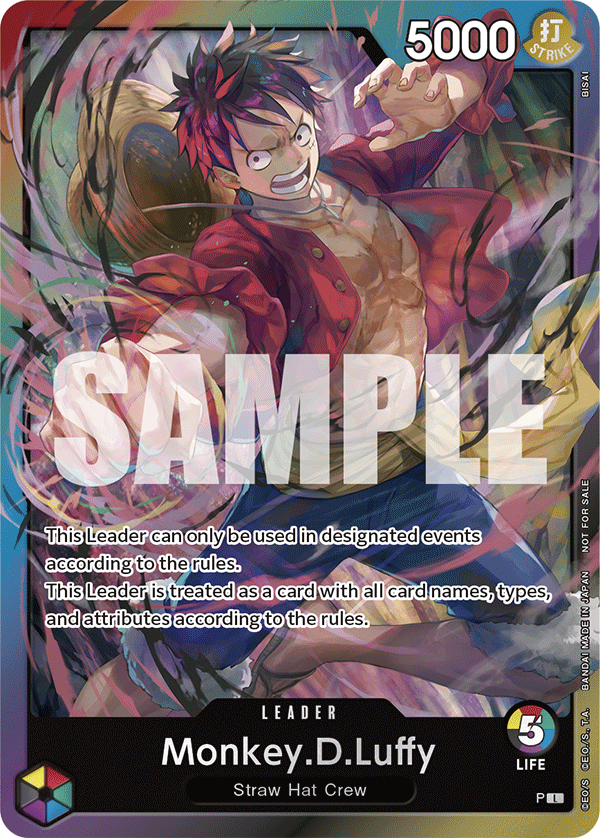 5000
打
STRIKE
BISAI
SAMPLE
This Leader can only be used in designated events
according to the rules.
This Leader is treated as a card with all card names, types,
and attributes according to the rules.
LEADER
Monkey.D.Luffy
Straw Hat Crew
5
LIFE
P L
©EO/S ©E.O./S., T.A. BANDAI MADE IN JAPAN NOT FOR SALE